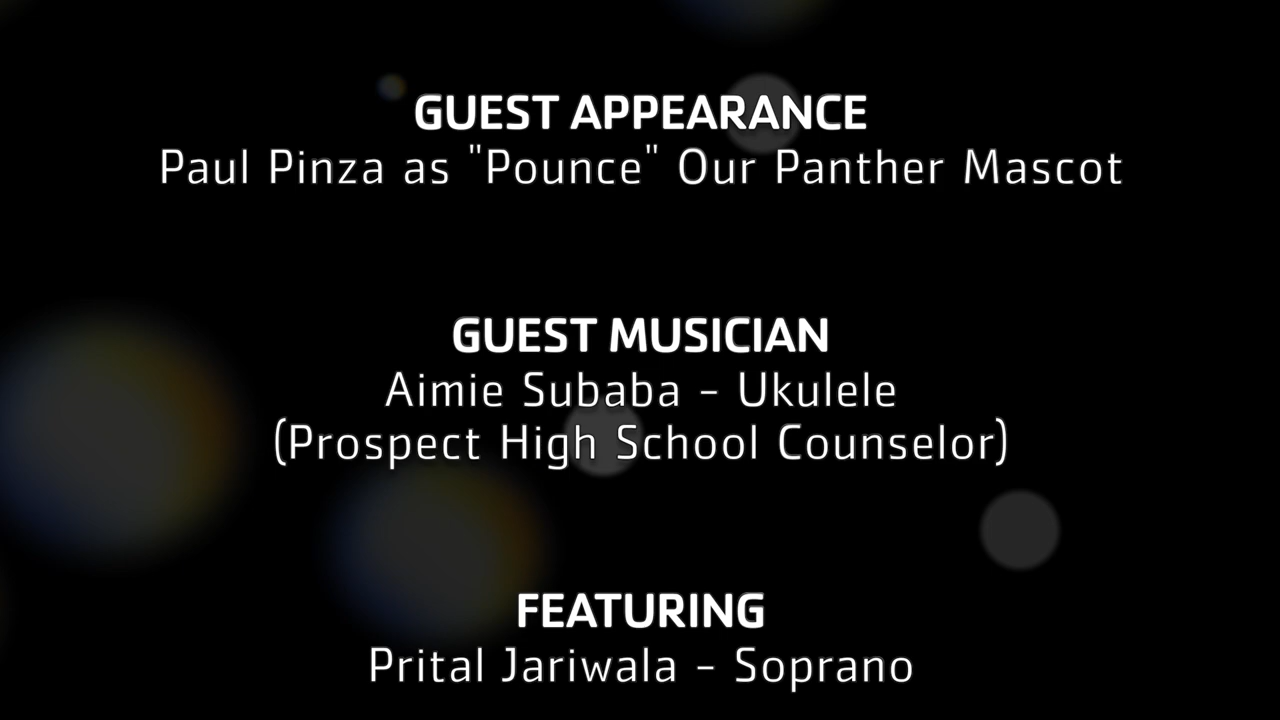 GUEST APPEARANCE
Paul Pinza as "Pounce" Our Panther Mascot
GUEST MUSICIAN
Aimie Subaba - Ukulele
(Prospect High School Counselor)
FEATURING
Prital Jariwala - Soprano